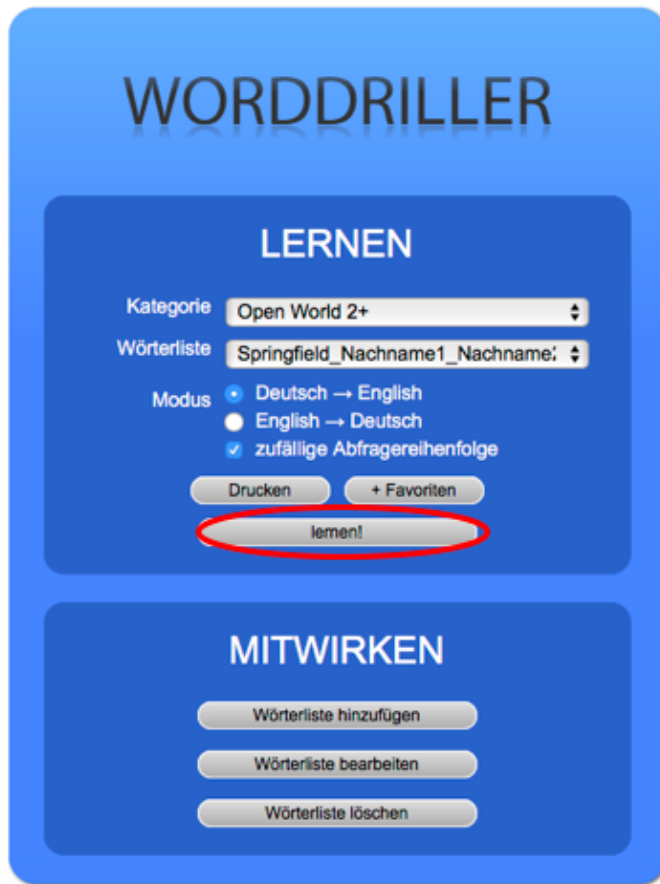 WORDDRILLER
LERNEN
Kategorie Open World 2+
Wörterliste Springfield_Nachname1_Nachname
Modus Deutsch → English
English → Deutsch
zufällige Abfragereihenfolge
Drucken + Favoriten
lernen!
MITWIRKEN
Wörterliste hinzufügen
Wörterliste bearbeiten
Wörterliste löschen